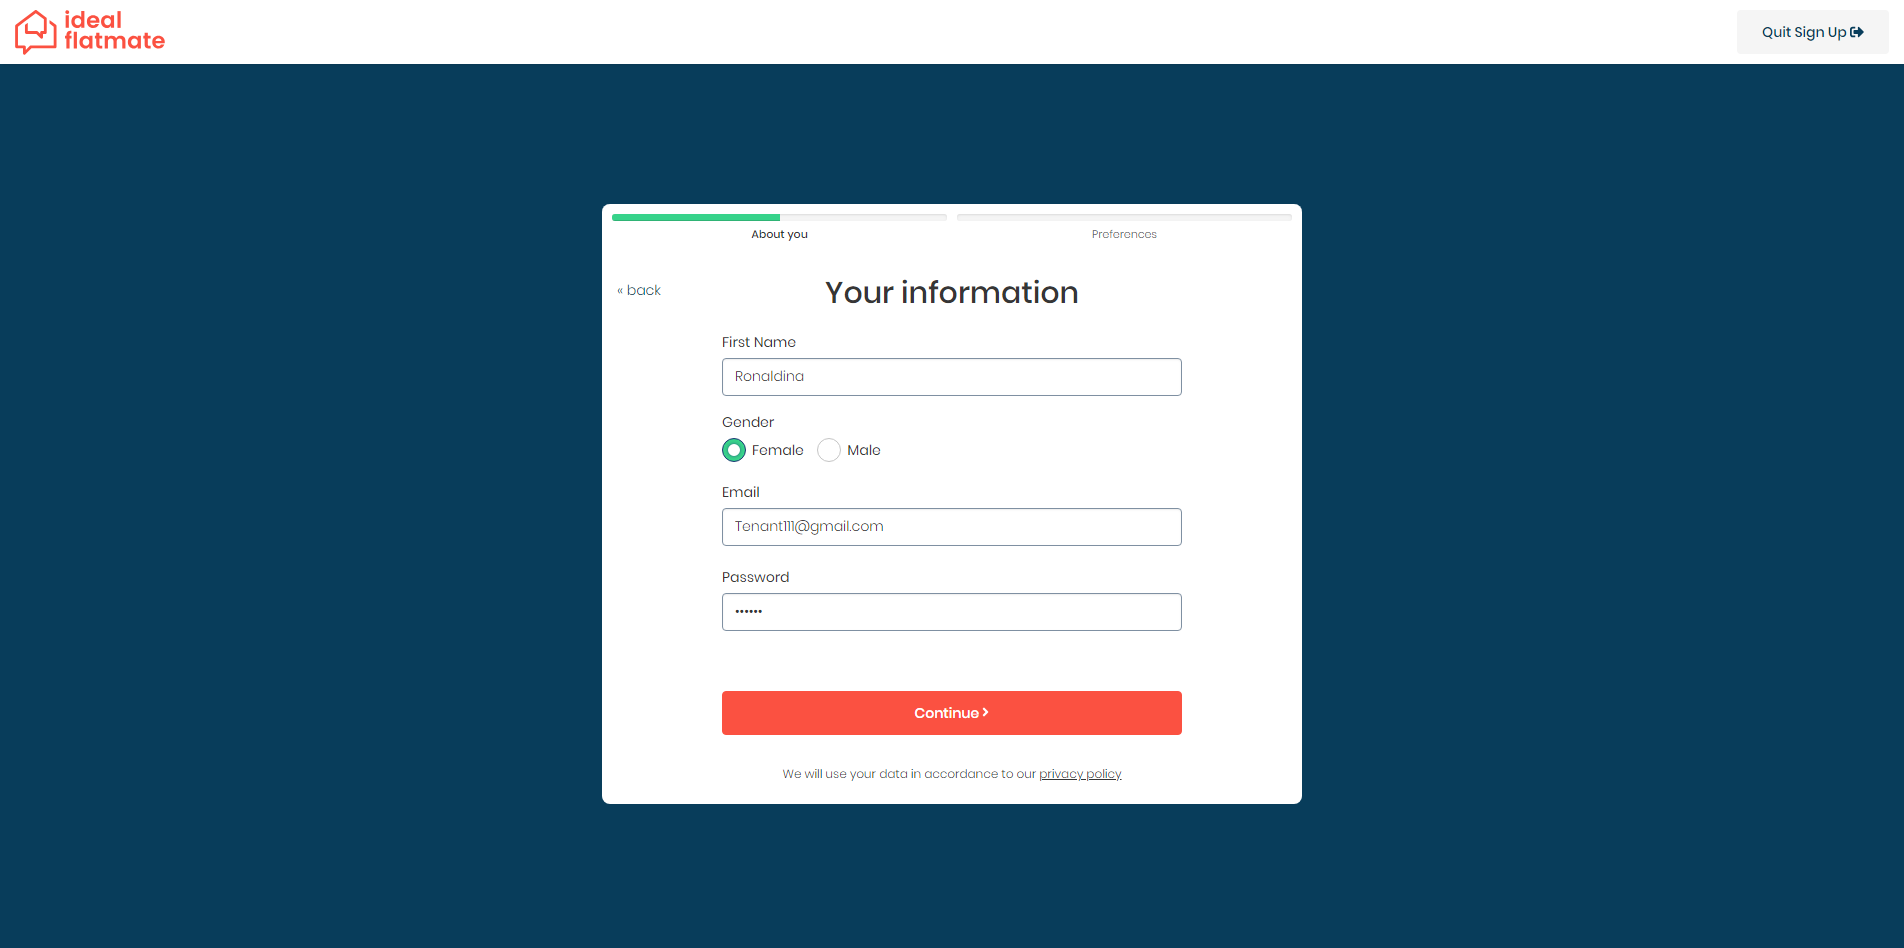 ideal
flatmate
Quit Sign Up
About you
Preferences
« back
Your information
First Name
Ronaldina
Gender
Female
Male
Email
Tenant111@gmail.com
Password
••••••
Continue
We will use your data in accordance to our privacy policy